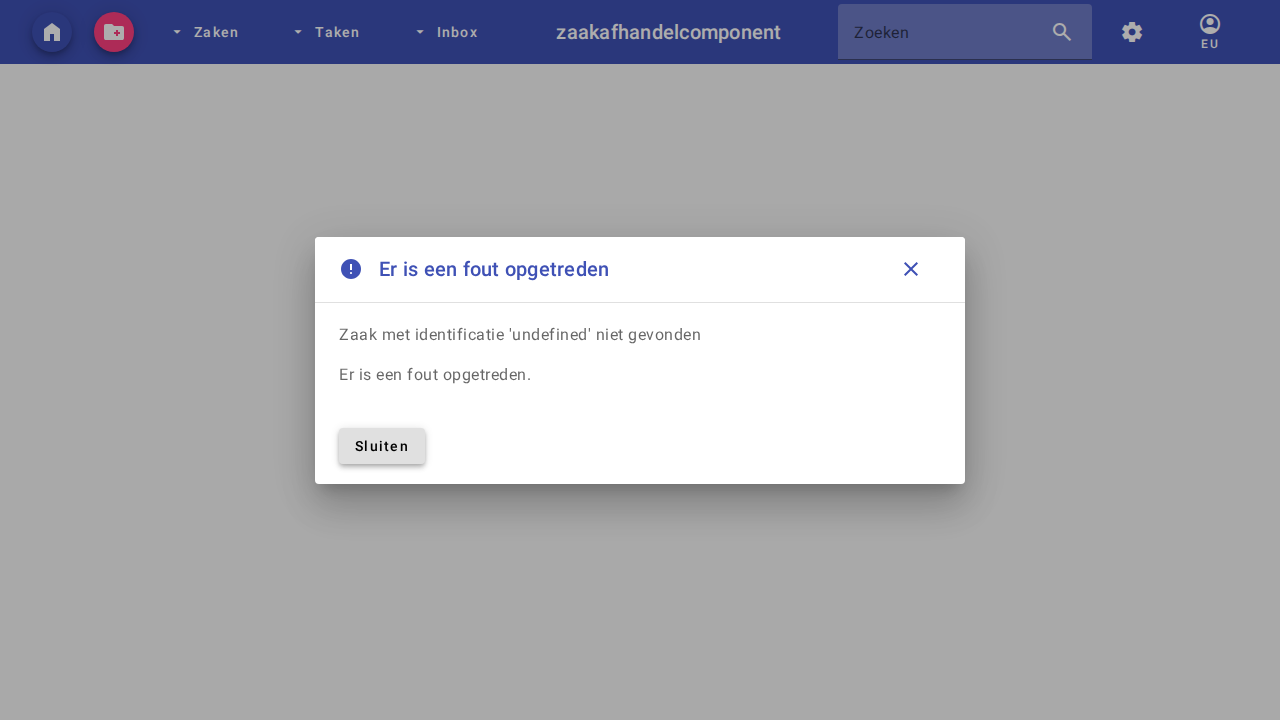 Zaken
Taken
Inbox
zaakafhandelcomponent
Zoeken
EU
Er is een fout opgetreden
Zaak met identificatie 'undefined' niet gevonden
Er is een fout opgetreden.
Sluiten